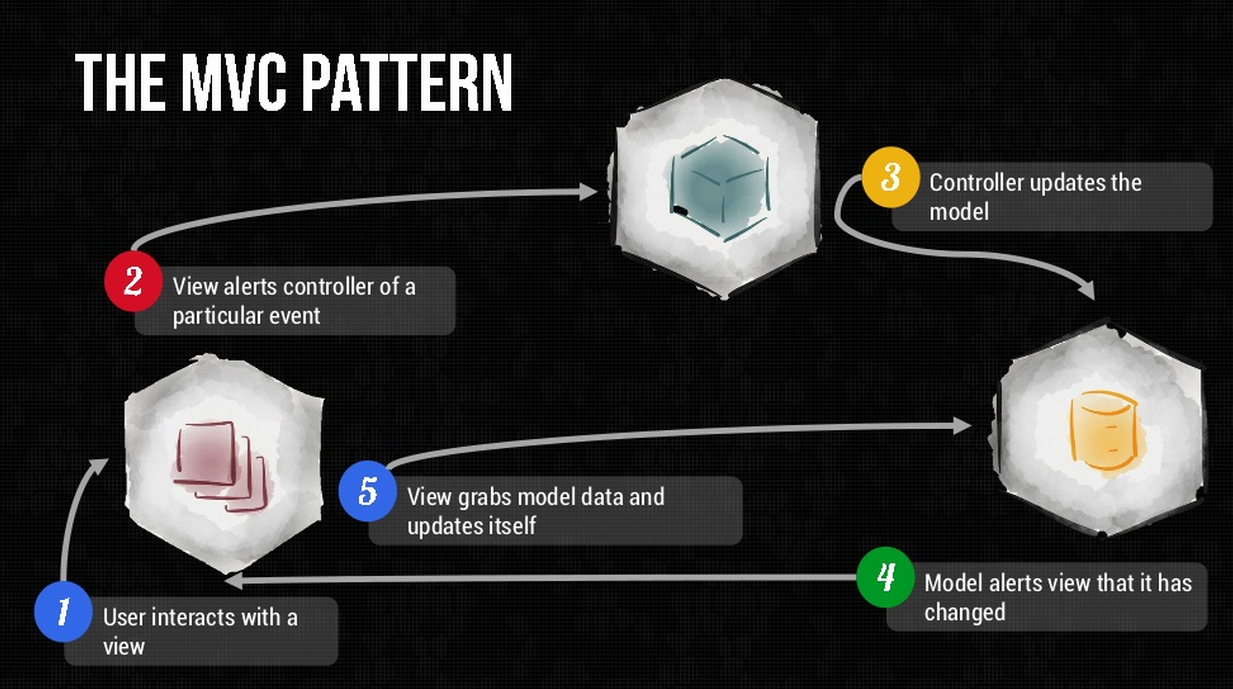 THE MVC PATTERN
3
Controller updates the
model
2
View alerts controller of a
particular event
5
View grabs model data and
updates itself
4
Model alerts view that it has
changed
1
User interacts with a
view